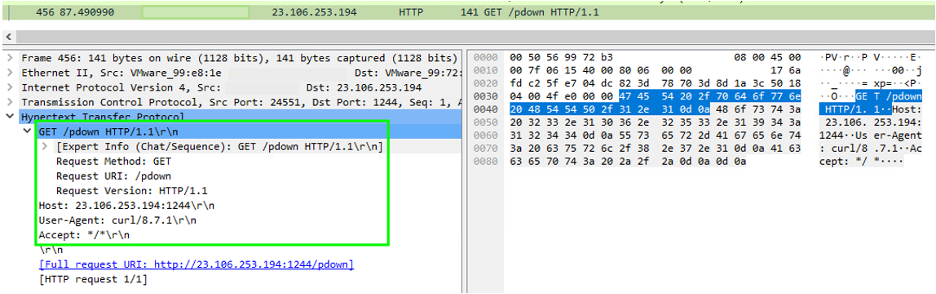 456 87.490990 23.106.253.194 HTTP 141 GET /pdown HTTP/1.1
Frame 456: 141 bytes on wire (1128 bits), 141 bytes captured (1128 bits)
Ethernet II, Src: VMware_99:e8:1e Dst: VMware_99:72:
Internet Protocol Version 4, Src: Dst: 23.106.253.194
Transmission Control Protocol, Src Port: 24551, Dst Port: 1244, Seq: 1, A
Hypertext Transfer Protocol
GET /pdown HTTP/1.1\r\n
[Expert Info (Chat/Sequence): GET /pdown HTTP/1.1\r\n]
Request Method: GET
Request URI: /pdown
Request Version: HTTP/1.1
Host: 23.106.253.194:1244\r\n
User-Agent: curl/8.7.1\r\n
Accept: */*\r\n
\r\n
[Full request URI: http://23.106.253.194:1244/pdown]
[HTTP request 1/1]
0000 00 50 56 99 72 b3 08 00 45 00
0010 00 7f 06 15 40 00 80 06 00 00 17 6a
0020 fd c2 5f e7 04 dc 82 3d 78 70 3d 8d 1a 3c 50 18
0030 04 00 4f e0 00 00 47 45 54 20 2f 70 64 6f 77 6e
0040 20 48 54 54 50 2f 31 2e 31 0d 0a 48 6f 73 74 3a
0050 20 32 33 2e 31 30 36 2e 32 35 33 2e 31 39 34 3a
0060 31 32 34 34 0d 0a 55 73 65 72 2d 41 67 65 6e 74
0070 3a 20 63 75 72 6c 2f 38 2e 37 2e 31 0d 0a 41 63
0080 63 65 70 74 3a 20 2a 2f 2a 0d 0a 0d 0a
·PV·r··PV·····E·
····@··· ··00··j
··_····= xp=··<P·
··O···GE T /pdown
HTTP/1. 1··Host:
23.106. 253.194:
1244··Us er-Agent
: curl/8 .7.1··Ac
cept: */ *····